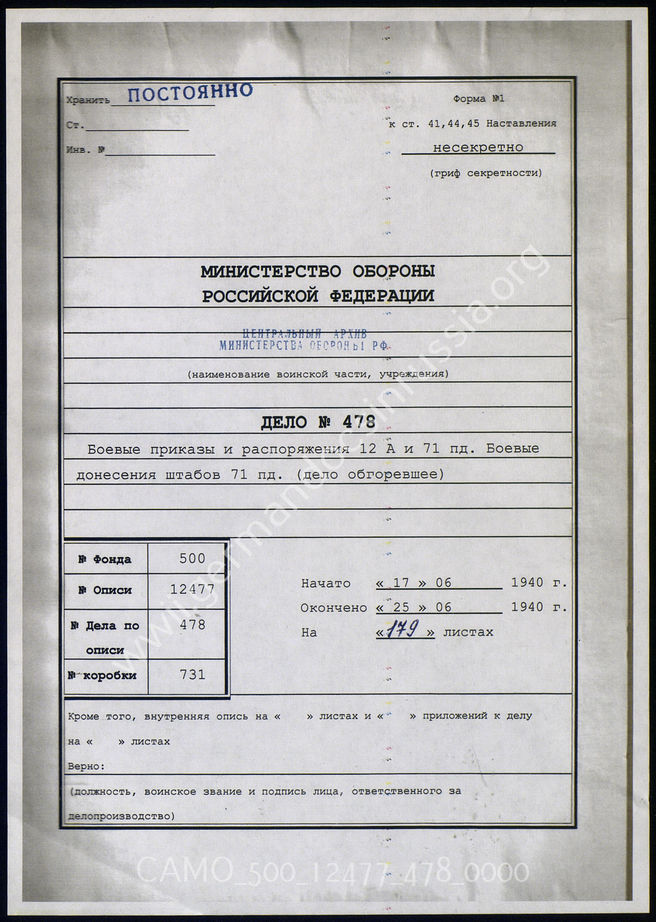 Хранить ПОСТОЯННО
Ст.
Инв. №
Форма №1
к ст. 41,44,45 Наставления
несекретно
(гриф секретности)
МИНИСТЕРСТВО ОБОРОНЫ
РОССИЙСКОЙ ФЕДЕРАЦИИ
ЦЕНТРАЛЬНЫЙ АРХИВ
МИНИСТЕРСТВА ОБОРОНЫ РФ
(наименование воинской части, учреждения)
ДЕЛО № 478
Боевые приказы и распоряжения 12 А и 71 пд. Боевые
донесения штабов 71 пд. (дело обгоревшее)
№ Фонда 500
№ Описи 12477
№ Дела по описи 478
№ коробки 731
Начато « 17 » 06 1940 г.
Окончено « 25 » 06 1940 г.
На « 179 » листах
Кроме того, внутренняя опись на « » листах и « » приложений к делу
на « » листах
Верно:
(должность, воинское звание и подпись лица, ответственного за
делопроизводство)
www.germandocsinrussia.org
CAMO_500_12477_478_0000